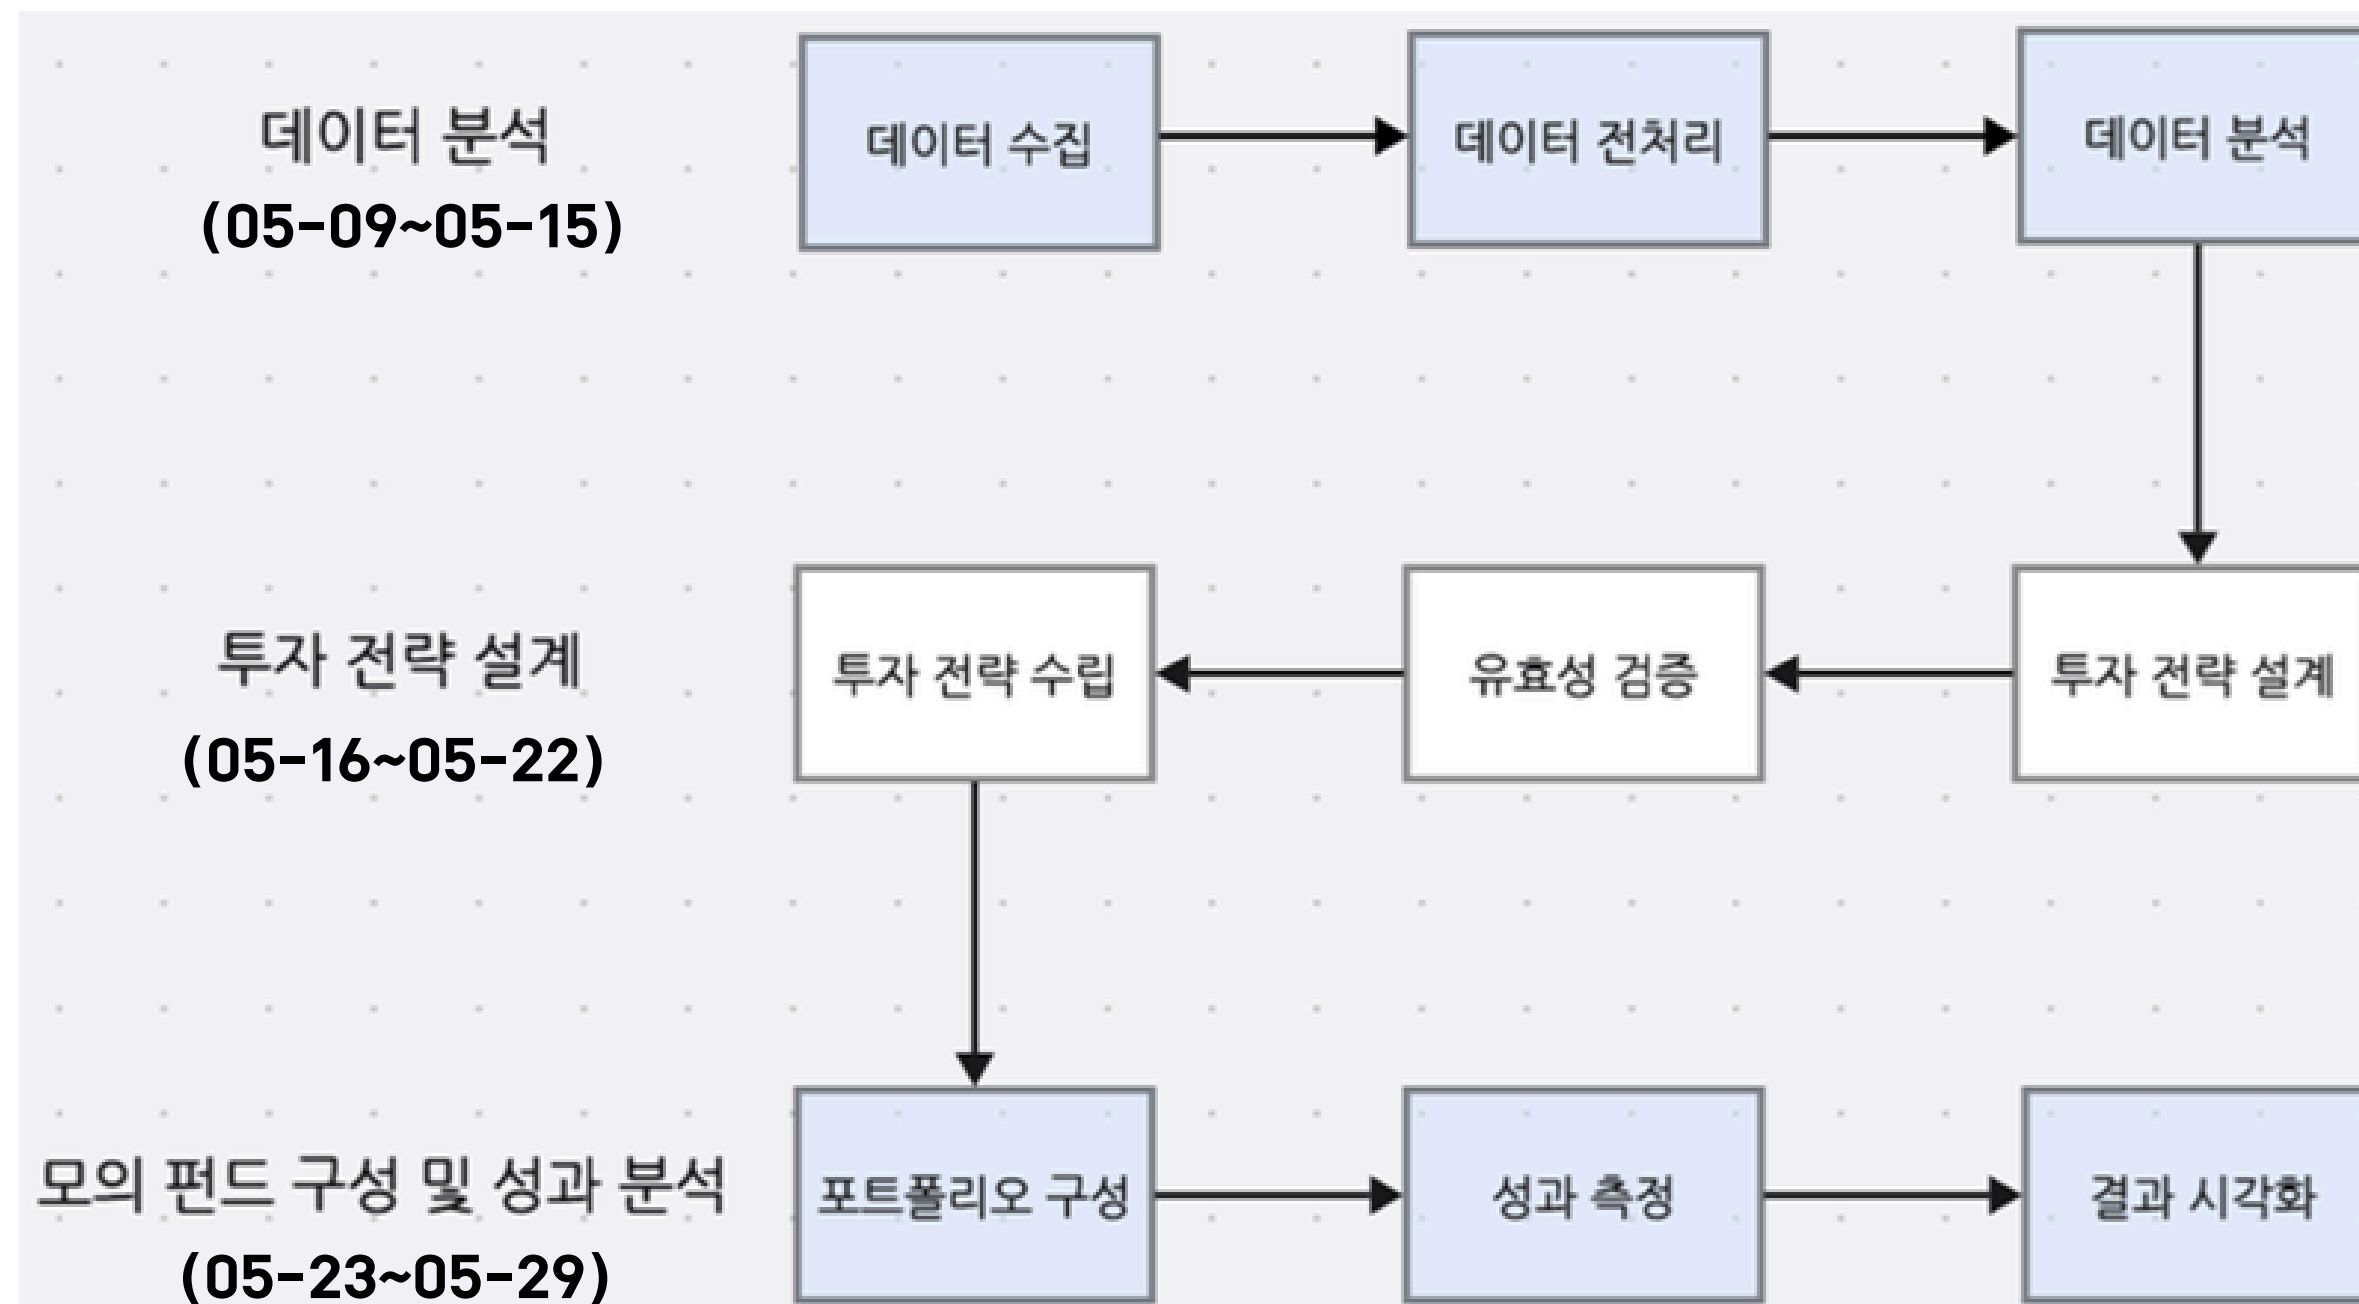 데이터 분석
(05-09~05-15)
데이터 수집
데이터 전처리
데이터 분석
투자 전략 설계
(05-16~05-22)
투자 전략 수립
유효성 검증
투자 전략 설계
모의 펀드 구성 및 성과 분석
(05-23~05-29)
포트폴리오 구성
성과 측정
결과 시각화